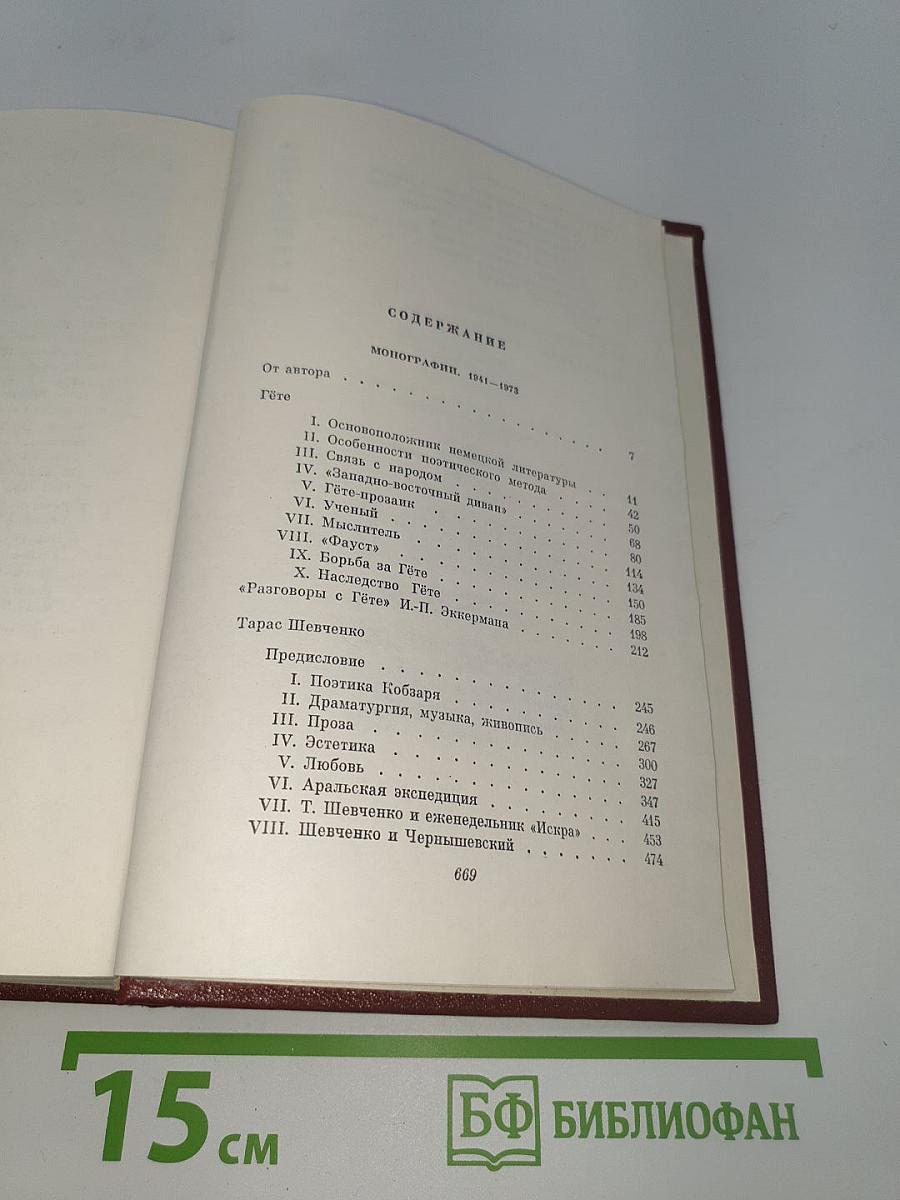 СОДЕРЖАНИЕ
МОНОГРАФИИ. 1941—1973
От автора . . . . . . . . . . . . . . . . 7
Гёте
I. Основоположник немецкой литературы . . 11
II. Особенности поэтического метода . . . . 42
III. Связь с народом . . . . . . . . . . 50
IV. «Западно-восточный диван» . . . . . . 68
V. Гёте-прозаик . . . . . . . . . . . 80
VI. Ученый . . . . . . . . . . . . . 114
VII. Мыслитель . . . . . . . . . . . . 134
VIII. «Фауст» . . . . . . . . . . . . . 150
IX. Борьба за Гёте . . . . . . . . . . . 185
X. Наследство Гёте . . . . . . . . . . 198
«Разговоры с Гёте» И.-П. Эккермана . . . . . . 212
Тарас Шевченко
Предисловие . . . . . . . . . . . . . 245
I. Поэтика Кобзаря . . . . . . . . . . 246
II. Драматургия, музыка, живопись . . . . . 267
III. Проза . . . . . . . . . . . . . . 300
IV. Эстетика . . . . . . . . . . . . . 327
V. Любовь . . . . . . . . . . . . . 347
VI. Аральская экспедиция . . . . . . . . 415
VII. Т. Шевченко и еженедельник «Искра» . . . 453
VIII. Шевченко и Чернышевский . . . . . . . 474
669
15 см
БФ БИБЛИОФАН